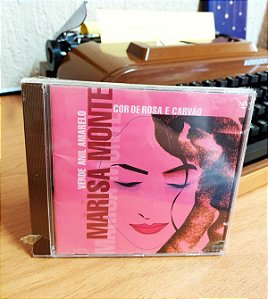 COR DE ROSA E CARVÃO
MARISA MONTE
VERDE ANIL AMARELO